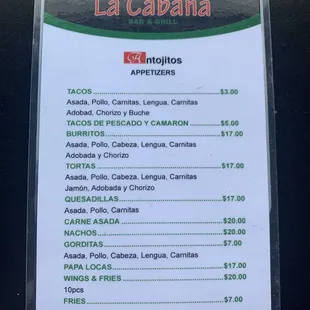 La Cabaña
BAR & GRILL
Antojitos
APPETIZERS
TACOS $3.00
Asada, Pollo, Carnitas, Lengua, Carnitas
Adobad, Chorizo y Buche
TACOS DE PESCADO Y CAMARON $5.00
BURRITOS $17.00
Asada, Pollo, Cabeza, Lengua, Carnitas
Adobada y Chorizo
TORTAS $17.00
Asada, Pollo, Cabeza, Lengua, Carnitas
Jamón, Adobada y Chorizo
QUESADILLAS $17.00
Asada, Pollo, Carnitas
CARNE ASADA $20.00
NACHOS $20.00
GORDITAS $7.00
Asada, Pollo, Cabeza, Lengua, Carnitas
PAPA LOCAS $17.00
WINGS & FRIES $20.00
10pcs
FRIES $7.00